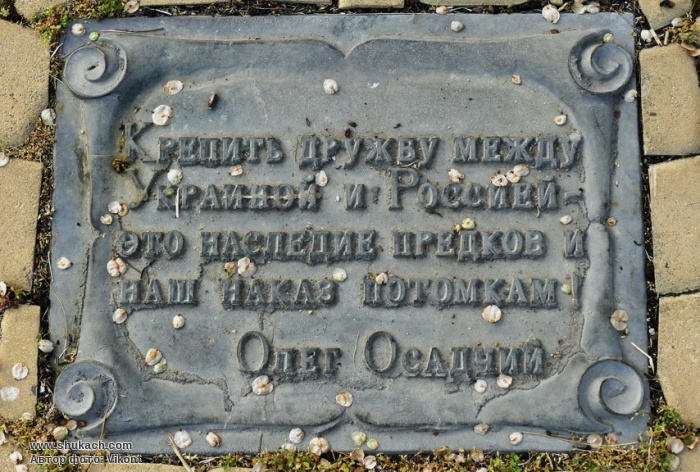 Крепить дружбу между
Украиной и Россией-
это наследие предков и
наш наказ потомкам!
Олег Осадчий
www.shukach.com
Автор фото: Vikont